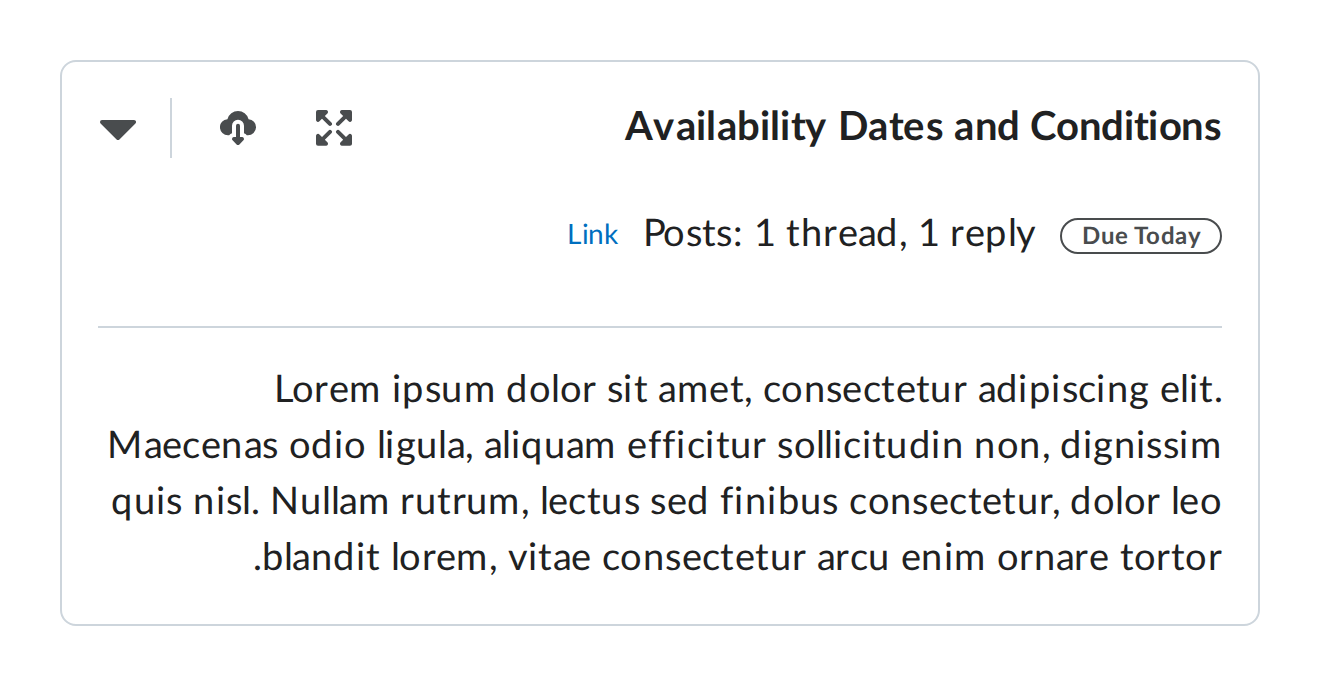 Availability Dates and Conditions
Due Today Posts: 1 thread, 1 reply Link
Lorem ipsum dolor sit amet, consectetur adipiscing elit.
Maecenas odio ligula, aliquam efficitur sollicitudin non, dignissim
quis nisl. Nullam rutrum, lectus sed finibus consectetur, dolor leo
.blandit lorem, vitae consectetur arcu enim ornare tortor